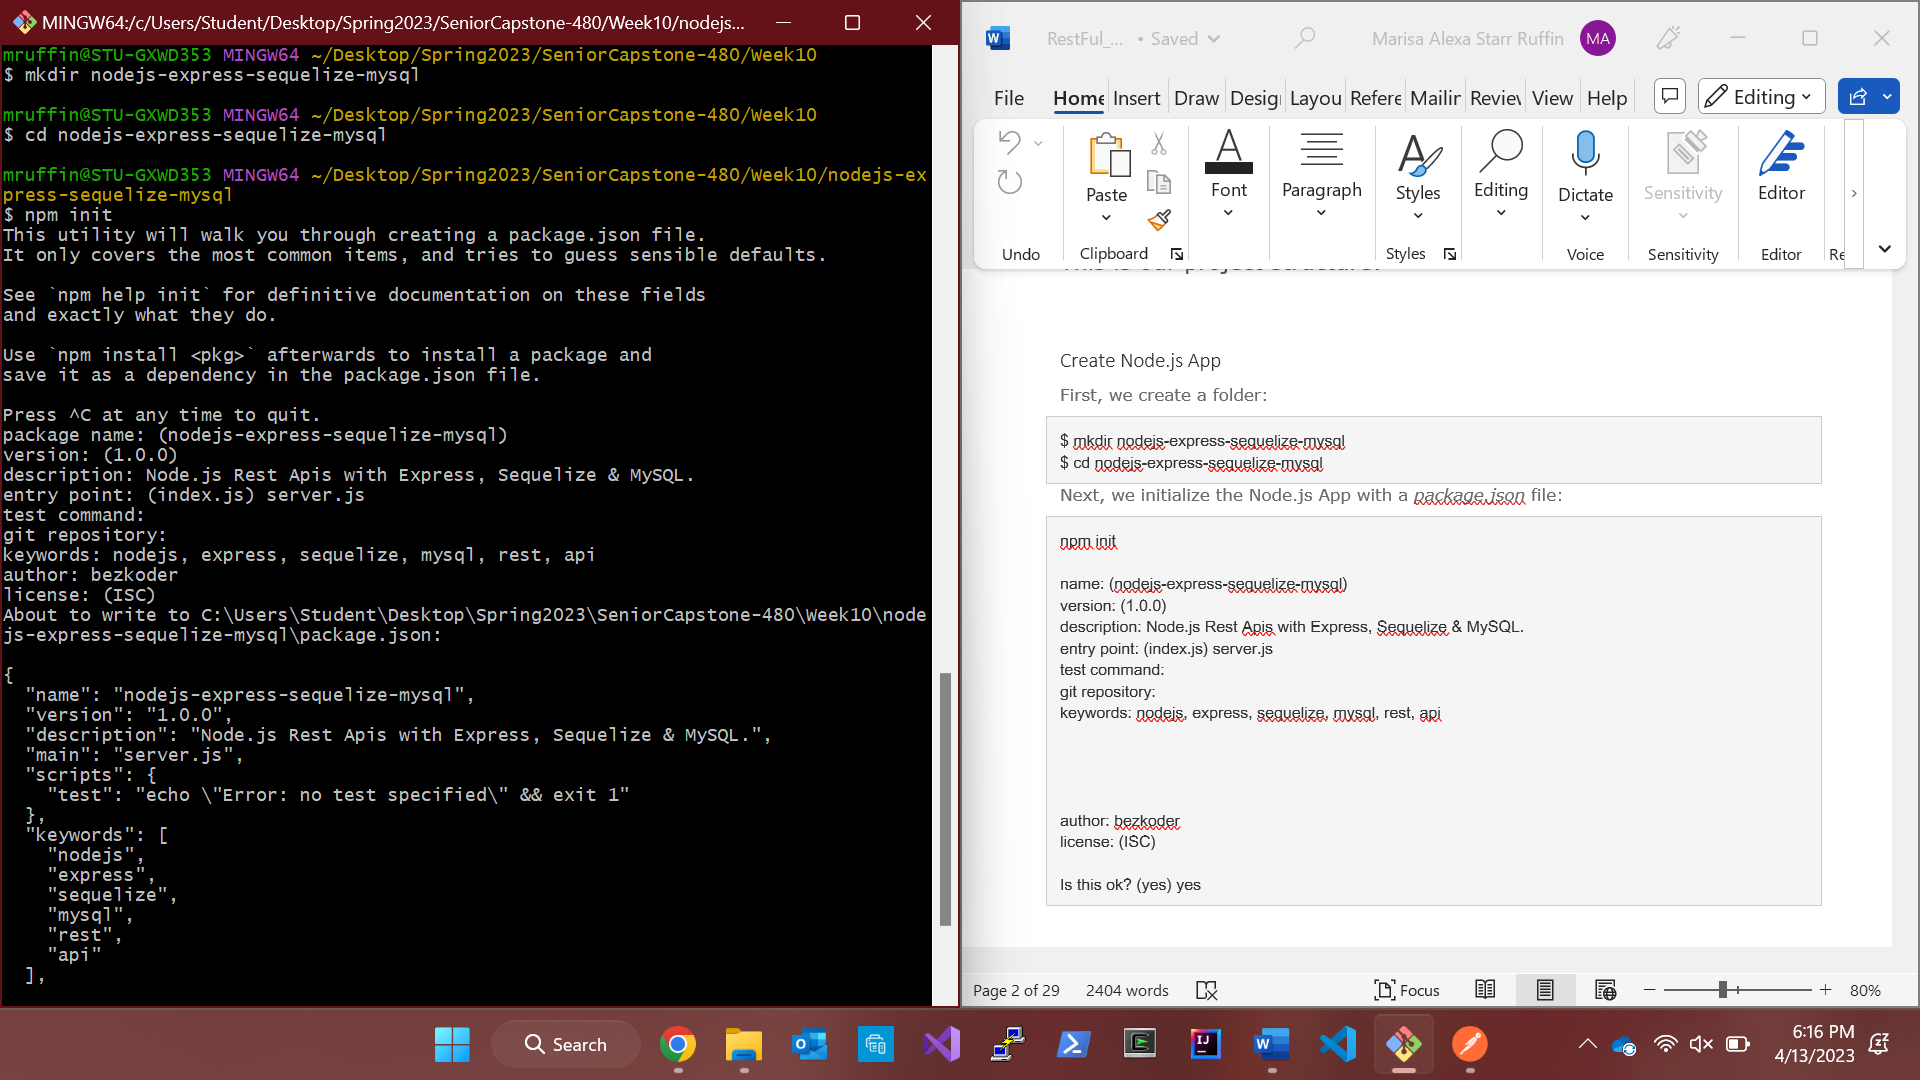 MINGW64:/c/Users/Student/Desktop/Spring2023/SeniorCapstone-480/Week10/nodejs...
mruffin@STU-GXWD353 MINGW64 ~/Desktop/Spring2023/SeniorCapstone-480/Week10
$ mkdir nodejs-express-sequelize-mysql
mruffin@STU-GXWD353 MINGW64 ~/Desktop/Spring2023/SeniorCapstone-480/Week10
$ cd nodejs-express-sequelize-mysql
mruffin@STU-GXWD353 MINGW64 ~/Desktop/Spring2023/SeniorCapstone-480/Week10/nodejs-ex
press-sequelize-mysql
$ npm init
This utility will walk you through creating a package.json file.
It only covers the most common items, and tries to guess sensible defaults.
See `npm help init` for definitive documentation on these fields
and exactly what they do.
Use `npm install <pkg>` afterwards to install a package and
save it as a dependency in the package.json file.
Press ^C at any time to quit.
package name: (nodejs-express-sequelize-mysql)
version: (1.0.0)
description: Node.js Rest Apis with Express, Sequelize & MySQL.
entry point: (index.js) server.js
test command:
git repository:
keywords: nodejs, express, sequelize, mysql, rest, api
author: bezkoder
license: (ISC)
About to write to C:\Users\Student\Desktop\Spring2023\SeniorCapstone-480\Week10\node
js-express-sequelize-mysql\package.json:
{
"name": "nodejs-express-sequelize-mysql",
"version": "1.0.0",
"description": "Node.js Rest Apis with Express, Sequelize & MySQL.",
"main": "server.js",
"scripts": {
"test": "echo \"Error: no test specified\" && exit 1"
},
"keywords": [
"nodejs",
"express",
"sequelize",
"mysql",
"rest",
"api"
],
RestFul_... • Saved
Marisa Alexa Starr Ruffin MA
File Home Insert Draw Desig Layou Refere Mailin Review View Help Editing
Paste Font Paragraph Styles Editing Dictate Sensitivity Editor
Undo Clipboard Styles Voice Sensitivity Editor Re
This is our project structure:
Create Node.js App
First, we create a folder:
$ mkdir nodejs-express-sequelize-mysql
$ cd nodejs-express-sequelize-mysql
Next, we initialize the Node.js App with a package.json file:
npm init
name: (nodejs-express-sequelize-mysql)
version: (1.0.0)
description: Node.js Rest Apis with Express, Sequelize & MySQL.
entry point: (index.js) server.js
test command:
git repository:
keywords: nodejs, express, sequelize, mysql, rest, api
author: bezkoder
license: (ISC)
Is this ok? (yes) yes
Page 2 of 29 2404 words Focus 80%
Search
6:16 PM
4/13/2023